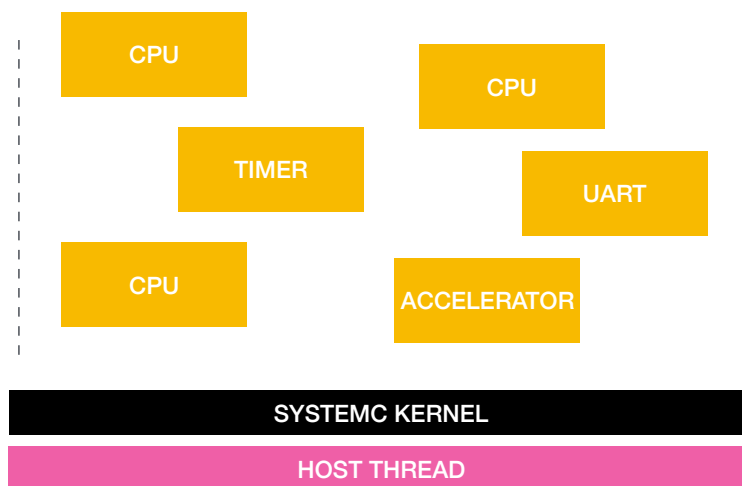 CPU
CPU
TIMER
UART
CPU
ACCELERATOR
SYSTEMC KERNEL
HOST THREAD